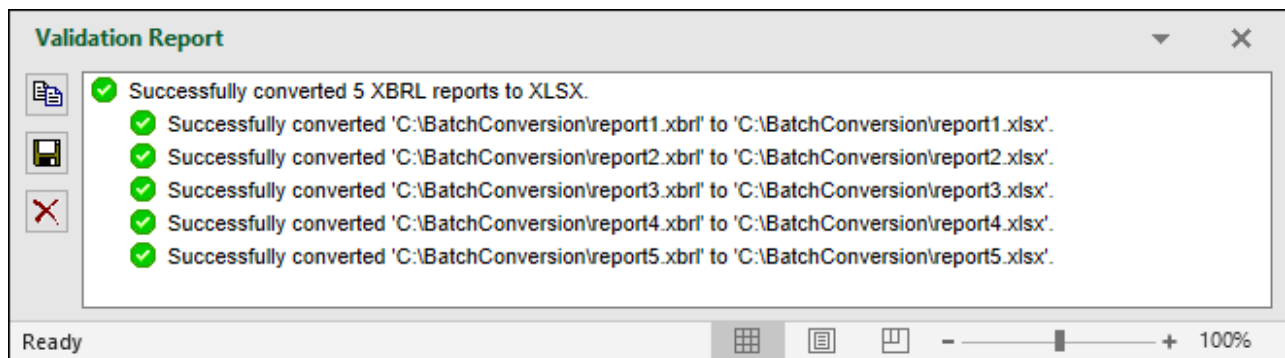 Validation Report
Successfully converted 5 XBRL reports to XLSX.
Successfully converted 'C:\BatchConversion\report1.xbrl' to 'C:\BatchConversion\report1.xlsx'.
Successfully converted 'C:\BatchConversion\report2.xbrl' to 'C:\BatchConversion\report2.xlsx'.
Successfully converted 'C:\BatchConversion\report3.xbrl' to 'C:\BatchConversion\report3.xlsx'.
Successfully converted 'C:\BatchConversion\report4.xbrl' to 'C:\BatchConversion\report4.xlsx'.
Successfully converted 'C:\BatchConversion\report5.xbrl' to 'C:\BatchConversion\report5.xlsx'.
Ready 100%